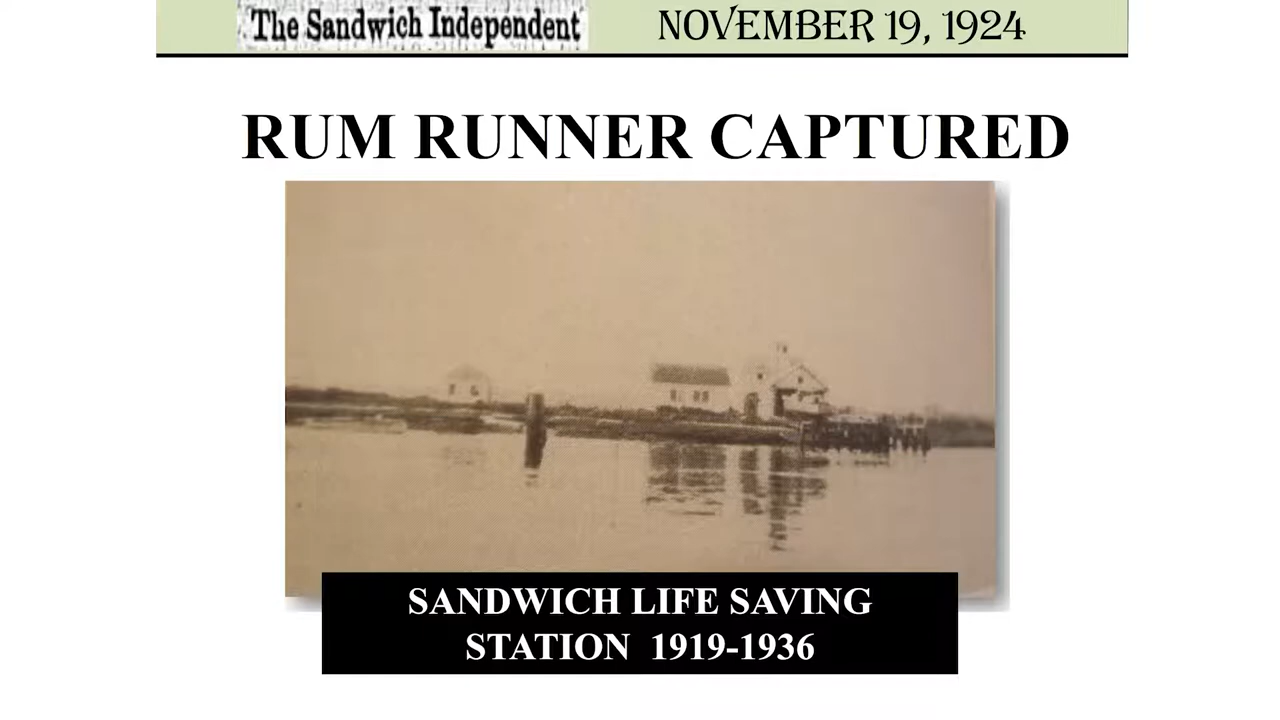 The Sandwich Independent
NOVEMBER 19, 1924
RUM RUNNER CAPTURED
SANDWICH LIFE SAVING
STATION 1919-1936